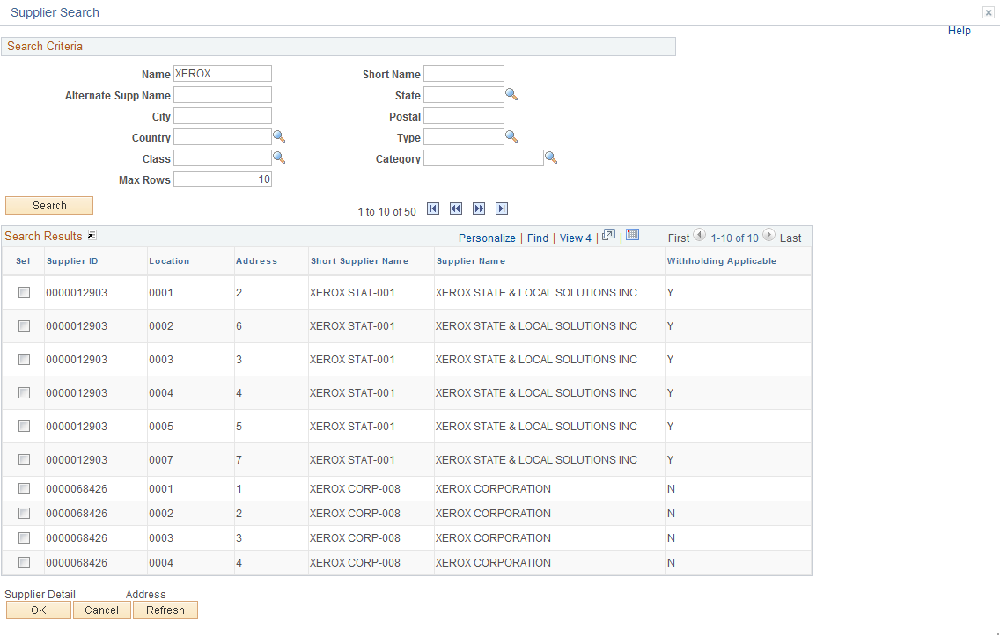 Supplier Search
Help
Search Criteria
Name XEROX Short Name
Alternate Supp Name State
City Postal
Country Type
Class Category
Max Rows 10
Search 1 to 10 of 50
Search Results Personalize | Find | View 4 | | First 1-10 of 10 Last
Sel Supplier ID Location Address Short Supplier Name Supplier Name Withholding Applicable
0000012903 0001 2 XEROX STAT-001 XEROX STATE & LOCAL SOLUTIONS INC Y
0000012903 0002 6 XEROX STAT-001 XEROX STATE & LOCAL SOLUTIONS INC Y
0000012903 0003 3 XEROX STAT-001 XEROX STATE & LOCAL SOLUTIONS INC Y
0000012903 0004 4 XEROX STAT-001 XEROX STATE & LOCAL SOLUTIONS INC Y
0000012903 0005 5 XEROX STAT-001 XEROX STATE & LOCAL SOLUTIONS INC Y
0000012903 0007 7 XEROX STAT-001 XEROX STATE & LOCAL SOLUTIONS INC Y
0000068426 0001 1 XEROX CORP-008 XEROX CORPORATION N
0000068426 0002 2 XEROX CORP-008 XEROX CORPORATION N
0000068426 0003 3 XEROX CORP-008 XEROX CORPORATION N
0000068426 0004 4 XEROX CORP-008 XEROX CORPORATION N
Supplier Detail Address
OK Cancel Refresh